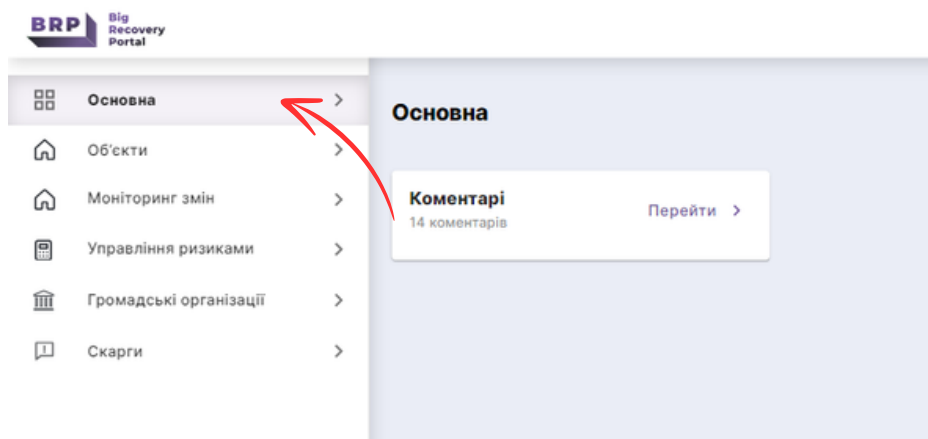 BRP
Big
Recovery
Portal
Основна
Об'єкти
Моніторинг змін
Управління ризиками
Громадські організації
Скарги
Основна
Коментарі
14 коментарів
Перейти